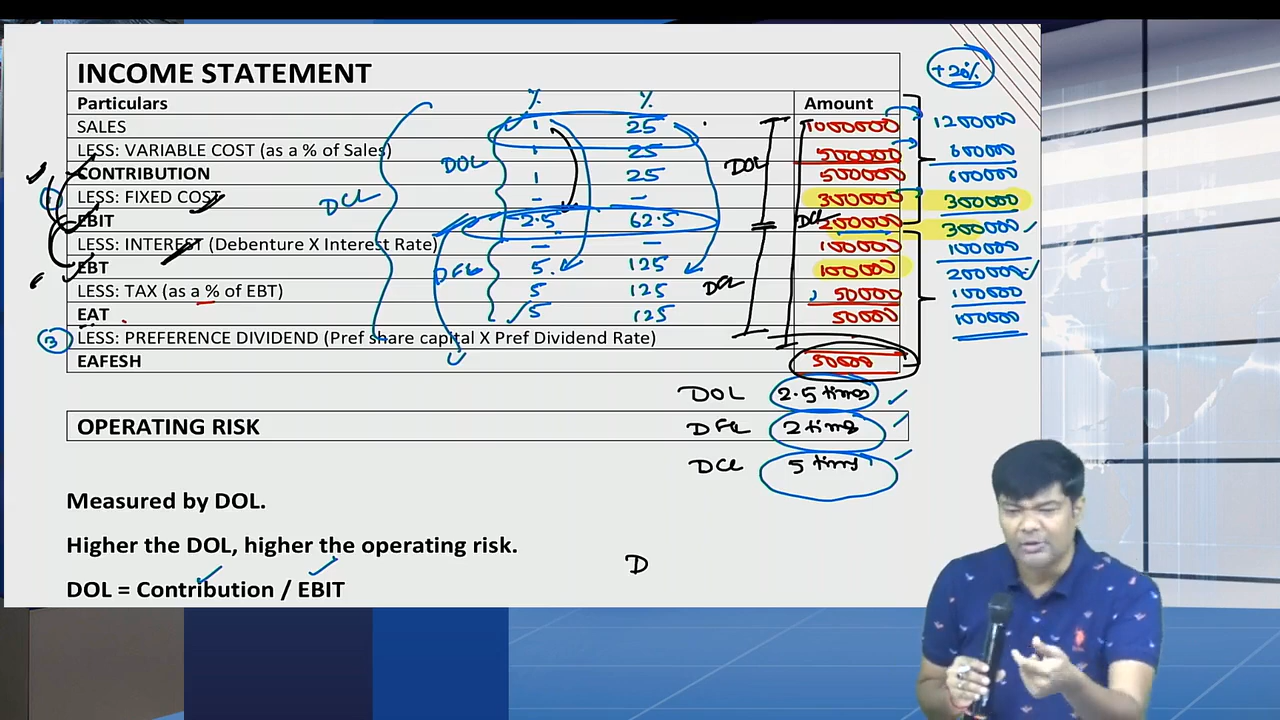 +20%
INCOME STATEMENT
Particulars % % Amount
SALES 1 25 1000000 1200000
LESS: VARIABLE COST (as a % of Sales) 1 25 500000 600000
CONTRIBUTION 1 25 500000 600000
LESS: FIXED COST - - 300000 300000
EBIT 2.5 62.5 200000 300000
LESS: INTEREST (Debenture X Interest Rate) - - 100000 100000
EBT 5 125 100000 200000
LESS: TAX (as a % of EBT) 5 125 50000 100000
EAT 5 125 50000 100000
LESS: PREFERENCE DIVIDEND (Pref share capital X Pref Dividend Rate)
EAFESH 50000
DCL
DOL
DFL
DOL
DCL
DOL 2.5 times
OPERATING RISK
DFL 2 times
DCL 5 times
Measured by DOL.
Higher the DOL, higher the operating risk.
D
DOL = Contribution / EBIT